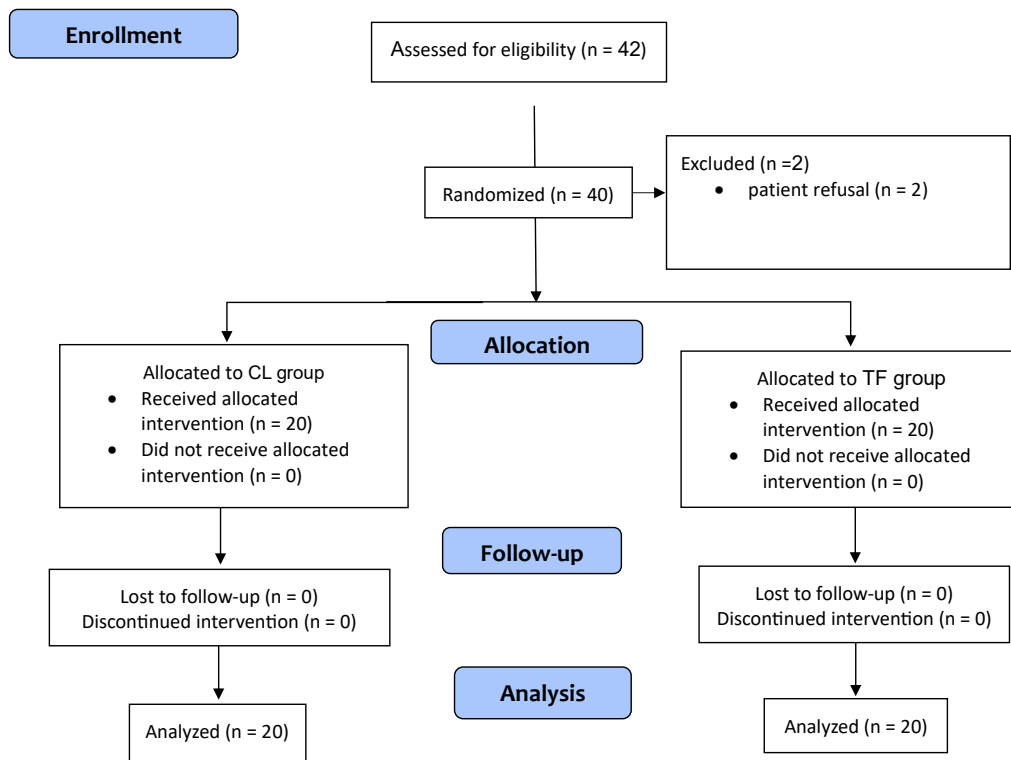 Enrollment
Assessed for eligibility (n = 42)
Excluded (n =2)
• patient refusal (n = 2)
Randomized (n = 40)
Allocation
Allocated to CL group
• Received allocated
intervention (n = 20)
• Did not receive allocated
intervention (n = 0)
Allocated to TF group
• Received allocated
intervention (n = 20)
• Did not receive allocated
intervention (n = 0)
Follow-up
Lost to follow-up (n = 0)
Discontinued intervention (n = 0)
Lost to follow-up (n = 0)
Discontinued intervention (n = 0)
Analysis
Analyzed (n = 20)
Analyzed (n = 20)